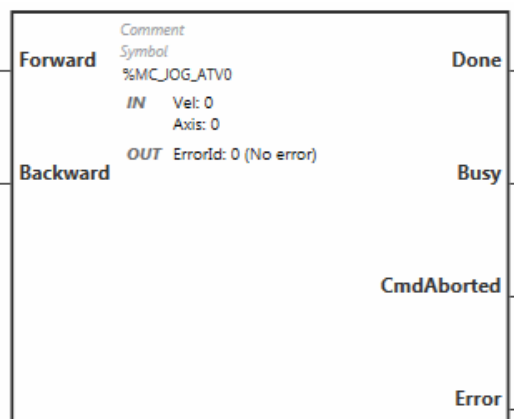 Comment
Forward
Symbol
Done
%MC_JOG_ATV0
IN Vel: 0
Axis: 0
OUT ErrorId: 0 (No error)
Backward
Busy
CmdAborted
Error